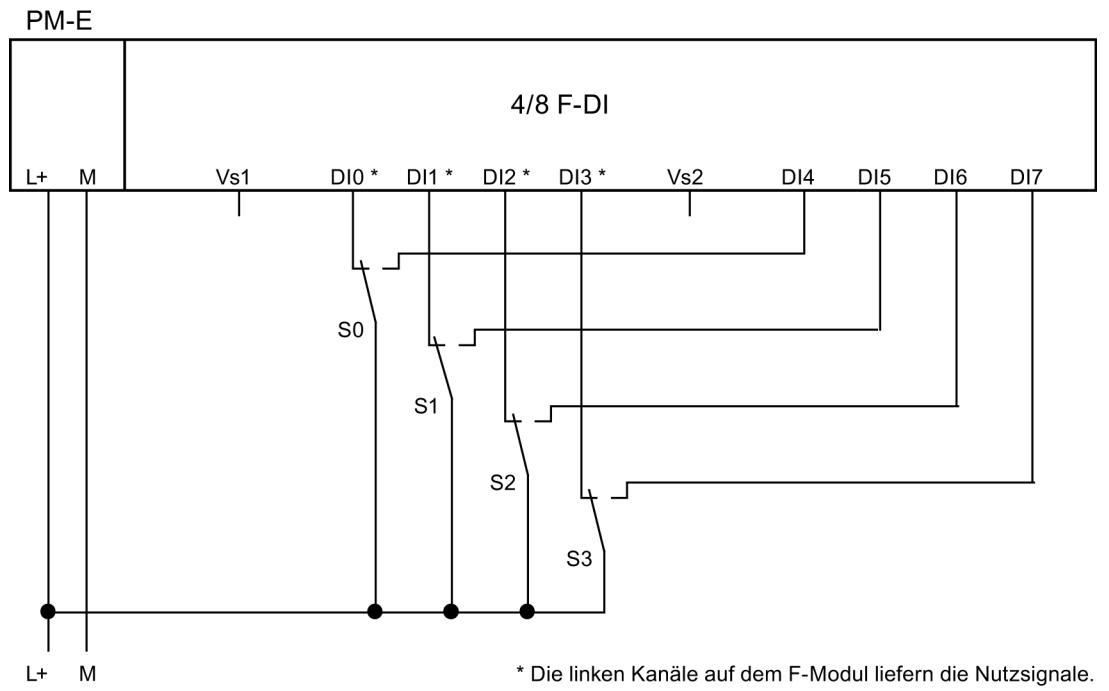 PM-E
4/8 F-DI
L+ M Vs1 DI0 * DI1 * DI2 * DI3 * Vs2 DI4 DI5 DI6 DI7
S0
S1
S2
S3
L+ M
* Die linken Kanäle auf dem F-Modul liefern die Nutzsignale.